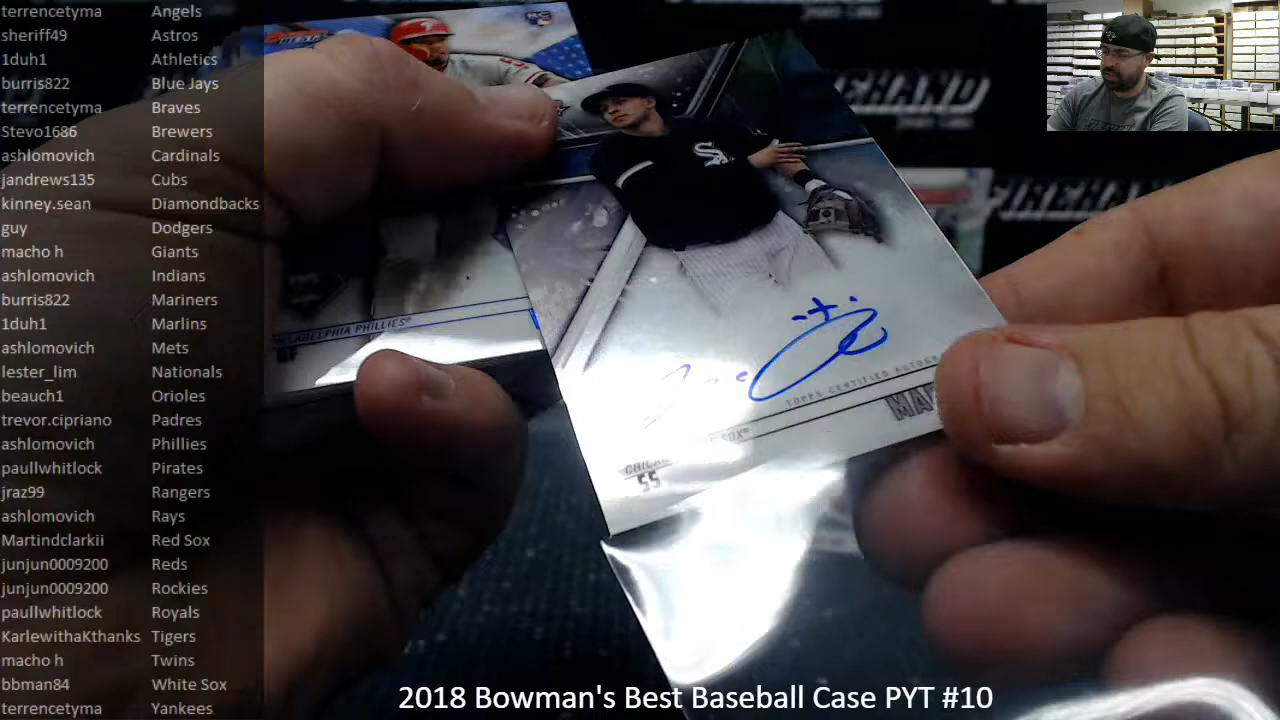 terrencetyma Angels
sheriff49 Astros
1duh1 Athletics
burris822 Blue Jays
terrencetyma Braves
Stevo1686 Brewers
ashlomovich Cardinals
jandrews135 Cubs
kinney.sean Diamondbacks
guy Dodgers
macho h Giants
ashlomovich Indians
burris822 Mariners
1duh1 Marlins
ashlomovich Mets
lester_lim Nationals
beauch1 Orioles
trevor.cipriano Padres
ashlomovich Phillies
paullwhitlock Pirates
jraz99 Rangers
ashlomovich Rays
Martindclarkii Red Sox
junjun0009200 Reds
junjun0009200 Rockies
paullwhitlock Royals
KarlewithaKthanks Tigers
macho h Twins
bbman84 White Sox
terrencetyma Yankees
RC
FIREHAND
PHILADELPHIA PHILLIES
OF
SOX
TOPPS CERTIFIED
55
2018 Bowman's Best Baseball Case PYT #10